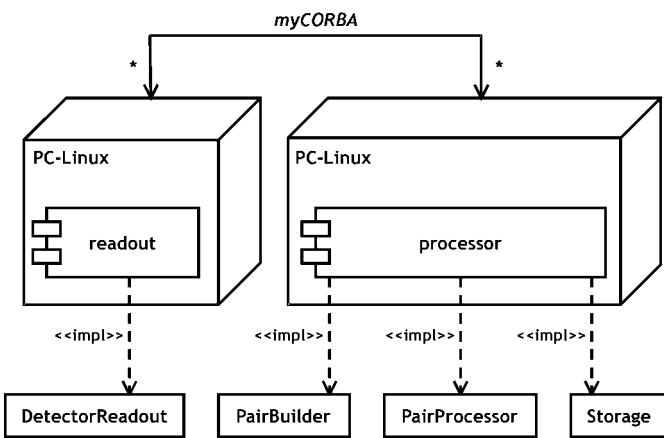 myCORBA
* *
PC-Linux PC-Linux
readout processor
<<impl>> <<impl>> <<impl>> <<impl>>
DetectorReadout PairBuilder PairProcessor Storage